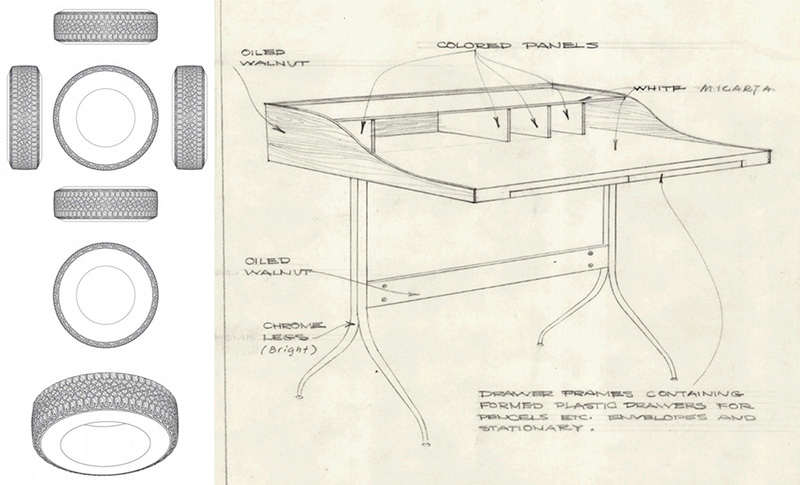 OILED
WALNUT
COLORED PANELS
WHITE MICARTA
OILED
WALNUT
CHROME
LEGS
(Bright)
DRAWER FRAMES CONTAINING
FORMED PLASTIC DRAWERS FOR
PENCELS ETC. ENVELOPES AND
STATIONARY.